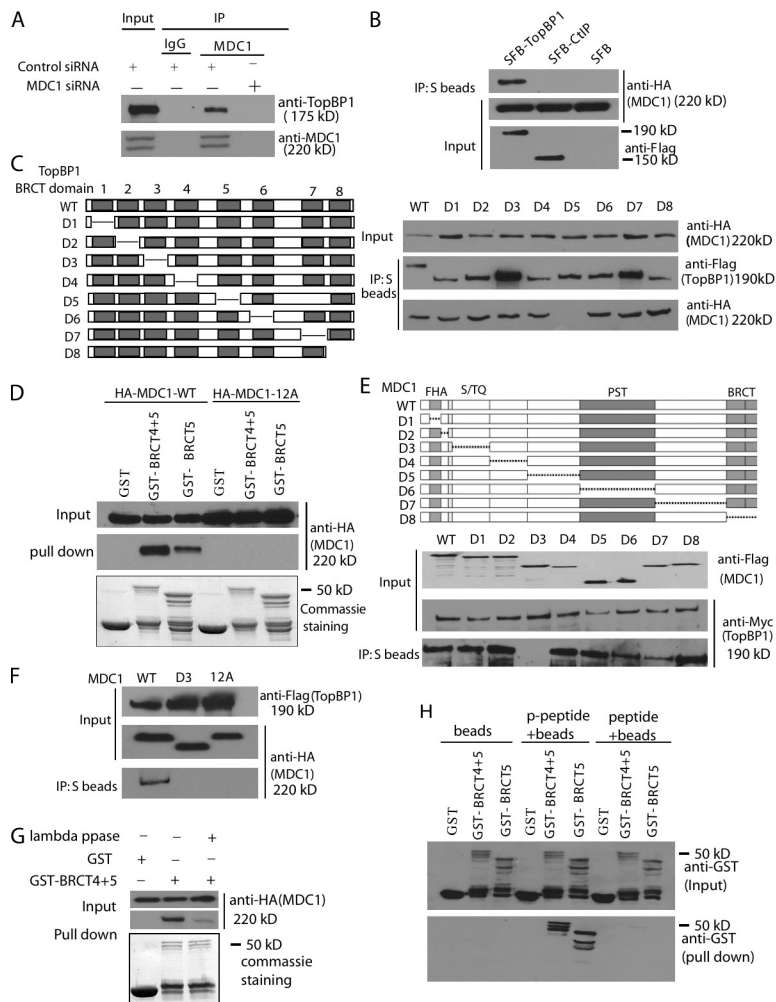 A
Input IP
IgG MDC1
Control siRNA + + + –
MDC1 siRNA – – – +
anti-TopBP1
( 175 kD)
anti-MDC1
(220 kD)
B
SFB-TopBP1
SFB-CtIP
SFB
IP: S beads
anti-HA
(MDC1) (220 kD)
Input
190 kD
anti-Flag
150 kD
C
TopBP1
BRCT domain 1 2 3 4 5 6 7 8
WT
D1
D2
D3
D4
D5
D6
D7
D8
WT D1 D2 D3 D4 D5 D6 D7 D8
Input
anti-HA
(MDC1) 220kD
IP: S
beads
anti-Flag
(TopBP1) 190kD
anti-HA
(MDC1) 220kD
D
HA-MDC1-WT HA-MDC1-12A
GST
GST- BRCT4+5
GST- BRCT5
GST
GST- BRCT4+5
GST- BRCT5
Input
pull down
anti-HA
(MDC1)
220 kD
50 kD
Commassie
staining
E
MDC1 FHA S/TQ PST BRCT
WT
D1
D2
D3
D4
D5
D6
D7
D8
WT D1 D2 D3 D4 D5 D6 D7 D8
Input
anti-Flag
(MDC1)
anti-Myc
(TopBP1)
190 kD
IP: S beads
F
MDC1 WT D3 12A
Input
anti-Flag(TopBP1)
190 kD
anti-HA
(MDC1)
220 kD
IP: S beads
G
lambda ppase – – +
GST + – –
GST-BRCT4+5 – + +
Input
anti-HA(MDC1)
220 kD
Pull down
50 kD
commassie
staining
H
beads
p-peptide
+beads
peptide
+beads
GST
GST- BRCT4+5
GST- BRCT5
GST
GST- BRCT4+5
GST- BRCT5
GST
GST- BRCT4+5
GST- BRCT5
50 kD
anti-GST
(Input)
50 kD
anti-GST
(pull down)